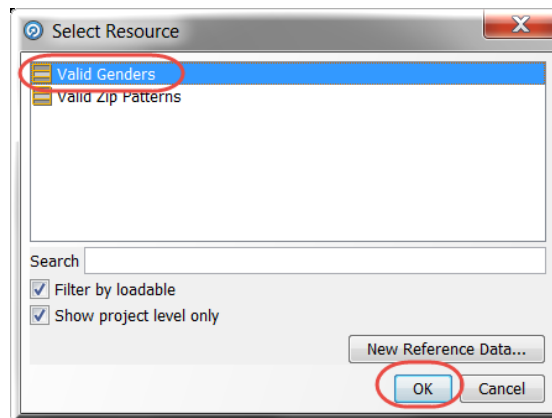 Select Resource
Valid Genders
Valid Zip Patterns
Search
Filter by loadable
Show project level only
New Reference Data...
OK Cancel